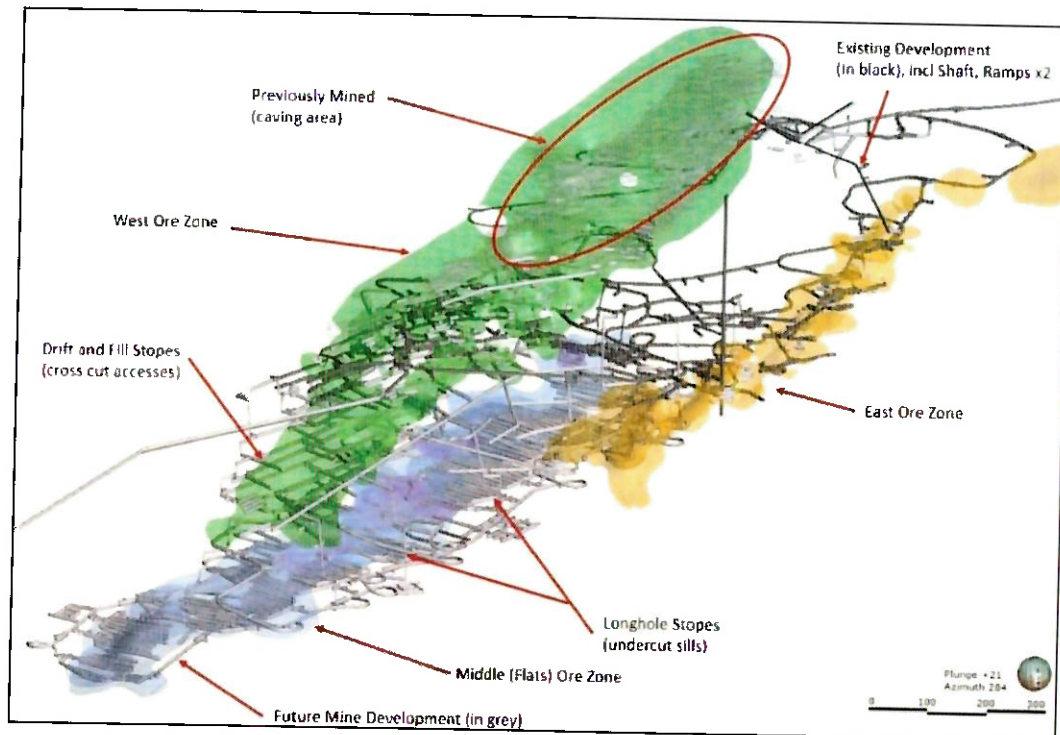 Existing Development
(in black), incl Shaft, Ramps x2
Previously Mined
(caving area)
West Ore Zone
Drift and Fill Stopes
(cross cut accesses)
East Ore Zone
Longhole Stopes
(undercut sills)
Middle (Flats) Ore Zone
Future Mine Development (in grey)
Plunge +21
Azimuth 284
0 100 200 300